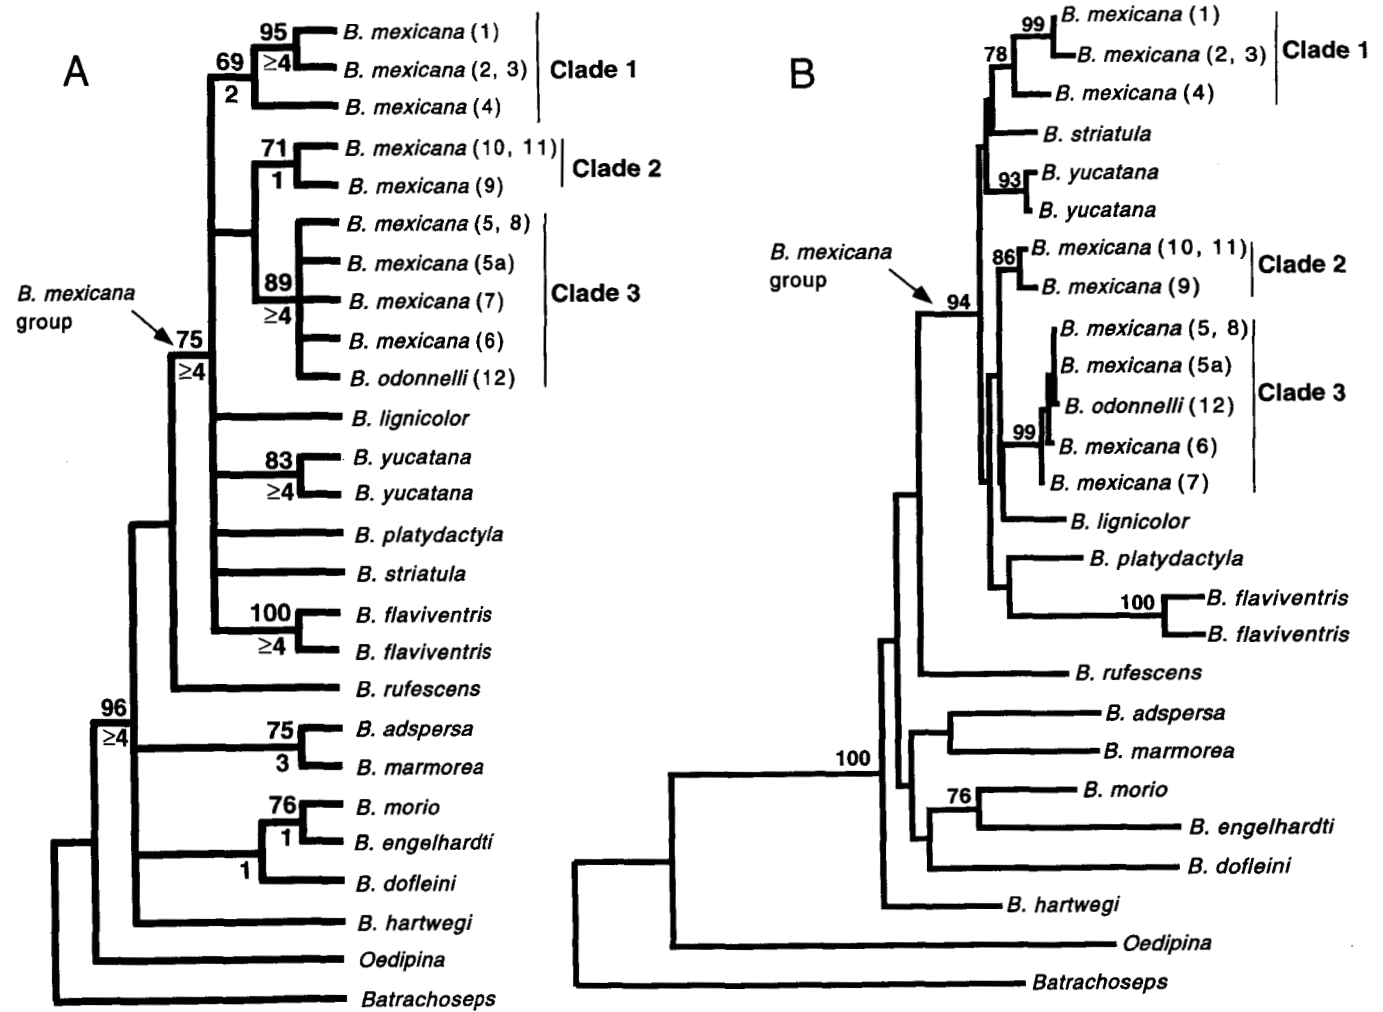 A
95
≥4
69
2
B. mexicana (1)
B. mexicana (2, 3)
B. mexicana (4)
Clade 1
71
1
B. mexicana (10, 11)
B. mexicana (9)
Clade 2
B. mexicana (5, 8)
B. mexicana (5a)
89
≥4
B. mexicana (7)
B. mexicana (6)
B. odonnelli (12)
Clade 3
B. mexicana
group
75
≥4
B. lignicolor
83
≥4
B. yucatana
B. yucatana
B. platydactyla
B. striatula
100
≥4
B. flaviventris
B. flaviventris
B. rufescens
96
≥4
75
3
B. adspersa
B. marmorea
76
1
1
B. morio
B. engelhardti
B. dofleini
B. hartwegi
Oedipina
Batrachoseps
B
99
78
B. mexicana (1)
B. mexicana (2, 3)
B. mexicana (4)
Clade 1
B. striatula
93
B. yucatana
B. yucatana
86
B. mexicana (10, 11)
B. mexicana (9)
Clade 2
B. mexicana
group
94
B. mexicana (5, 8)
B. mexicana (5a)
B. odonnelli (12)
99
B. mexicana (6)
B. mexicana (7)
Clade 3
B. lignicolor
B. platydactyla
100
B. flaviventris
B. flaviventris
B. rufescens
B. adspersa
B. marmorea
100
76
B. morio
B. engelhardti
B. dofleini
B. hartwegi
Oedipina
Batrachoseps